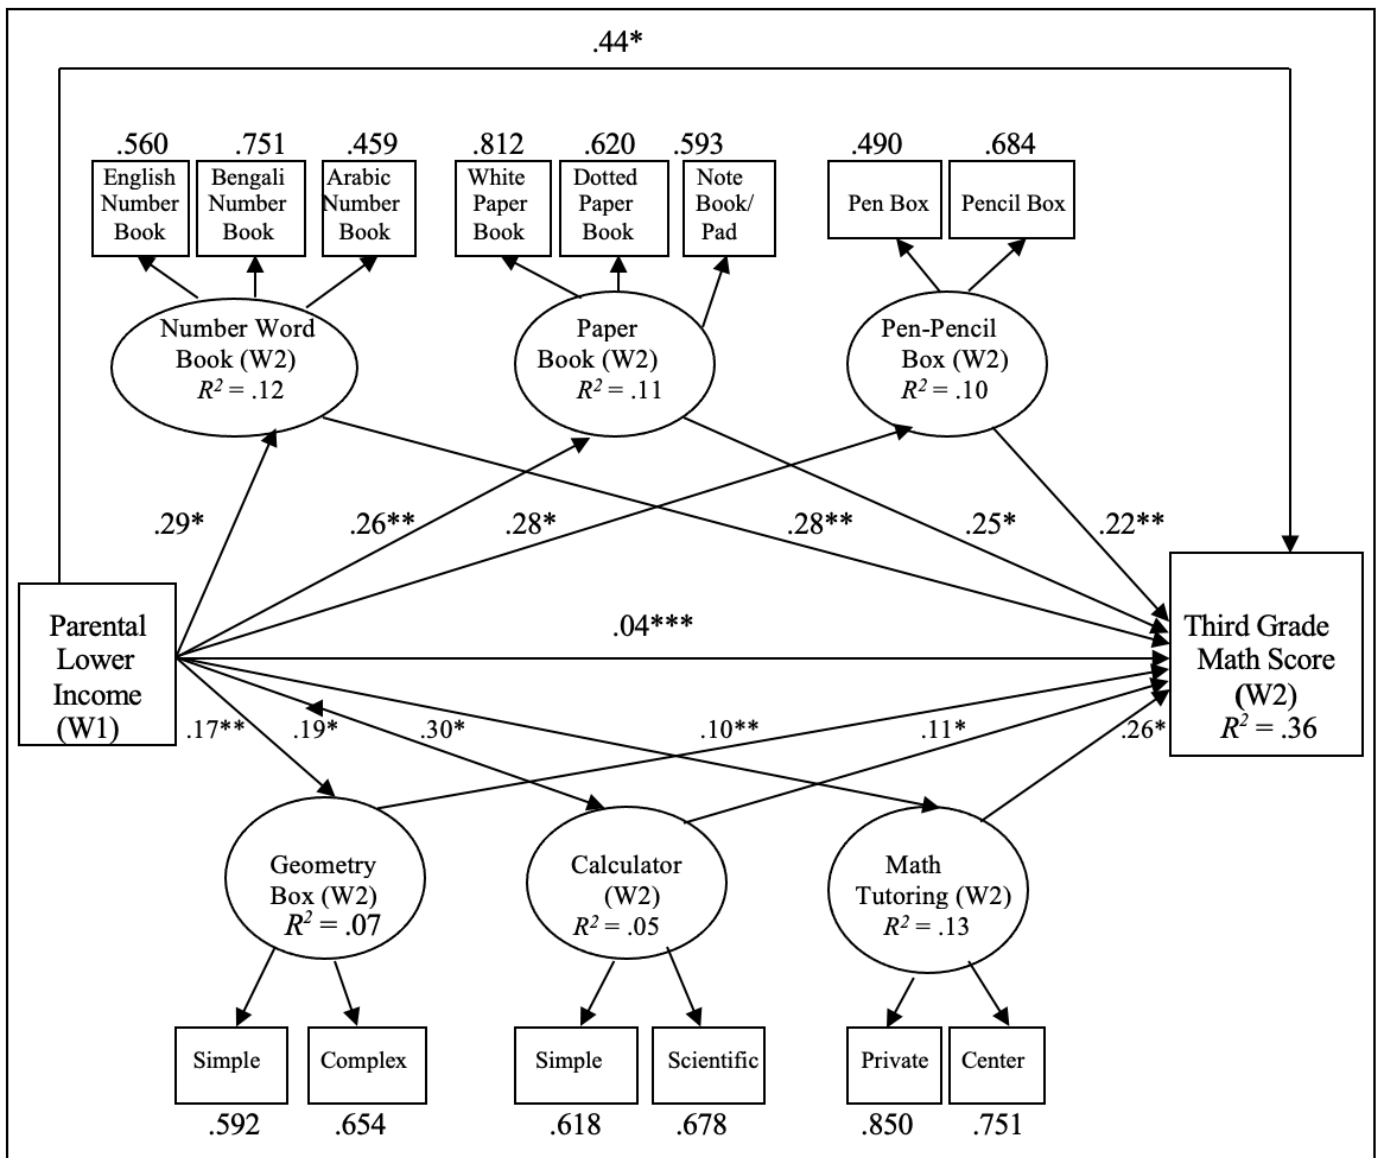 .44*
.560 .751 .459 .812 .620 .593 .490 .684
English
Number
Book
Bengali
Number
Book
Arabic
Number
Book
White
Paper
Book
Dotted
Paper
Book
Note
Book/
Pad
Pen Box
Pencil Box
Number Word
Book (W2)
R² = .12
Paper
Book (W2)
R² = .11
Pen-Pencil
Box (W2)
R² = .10
.29* .26** .28* .28** .25* .22**
Parental
Lower
Income
(W1)
.04***
Third Grade
Math Score
(W2)
R² = .36
.17** .19* .30* .10** .11* .26*
Geometry
Box (W2)
R² = .07
Calculator
(W2)
R² = .05
Math
Tutoring (W2)
R² = .13
Simple
Complex
Simple
Scientific
Private
Center
.592 .654 .618 .678 .850 .751